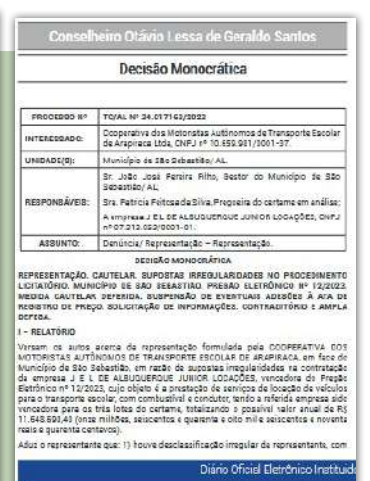 Conselheiro Otávio Lessa de Geraldo Santos
Decisão Monocrática
PROCESSO Nº TC/AL Nº 34.017163/2023
INTERESSADO: Cooperativa dos Motoristas Autônomos de Transporte Escolar
de Arapiraca Ltda, CNPJ nº 10.659.981/0001-37.
UNIDADE(S): Município de São Sebastião/ AL.
RESPONSÁVEIS: Sr. João José Pereira Filho, Gestor do Município de São
Sebastião/ AL;
Sra. Patrícia Feitosa da Silva, Pregoeira do certame em análise;
A empresa J E L DE ALBUQUERQUE JUNIOR LOCAÇÕES, CNPJ
nº 07.213.052/0001-01.
ASSUNTO: Denúncia/ Representação – Representação.
DECISÃO MONOCRÁTICA
REPRESENTAÇÃO. CAUTELAR. SUPOSTAS IRREGULARIDADES NO PROCEDIMENTO
LICITATÓRIO. MUNICÍPIO DE SÃO SEBASTIÃO. PREGÃO ELETRÔNICO Nº 12/2023.
MEDIDA CAUTELAR DEFERIDA. SUSPENSÃO DE EVENTUAIS ADESÕES À ATA DE
REGISTRO DE PREÇO. SOLICITAÇÃO DE INFORMAÇÕES. CONTRADITÓRIO E AMPLA
DEFESA.
I – RELATÓRIO
Versam os autos acerca de representação formulada pela COOPERATIVA DOS
MOTORISTAS AUTÔNOMOS DE TRANSPORTE ESCOLAR DE ARAPIRACA, em face do
Município de São Sebastião, em razão de supostas irregularidades na contratação
da empresa J E L DE ALBUQUERQUE JUNIOR LOCAÇÕES, vencedora do Pregão
Eletrônico nº 12/2023, cujo objeto é a prestação de serviços de locação de veículos
para o transporte escolar, com combustível e condutor, tendo a referida empresa sido
vencedora para os três lotes do certame, totalizando o possível valor anual de R$
11.648.690,40 (onze milhões, seiscentos e quarenta e oito mil e seiscentos e noventa
reais e quarenta centavos).
Aduz o representante que: 1) houve desclassificação irregular da representante, com
Diário Oficial Eletrônico Instituíd